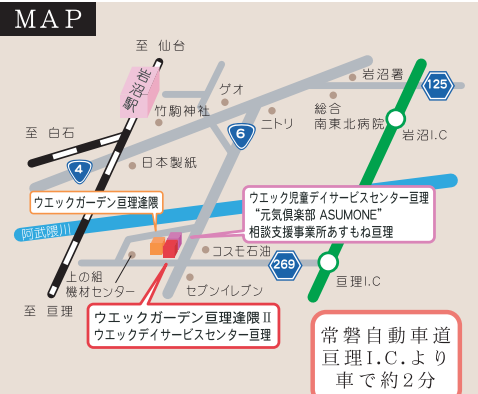 MAP
至 仙台
岩沼駅
ゲオ
岩沼署
125
竹駒神社
ニトリ
総合
南東北病院
岩沼I.C
至 白石
6
4
日本製紙
ウエックガーデン亘理逢隈
ウエック児童デイサービスセンター亘理
“元気倶楽部 ASUMONE”
相談支援事業所あすもね亘理
阿武隈川
コスモ石油
269
上の組
機材センター
セブンイレブン
亘理I.C
至 亘理
ウエックガーデン亘理逢隈Ⅱ
ウエックデイサービスセンター亘理
常磐自動車道
亘理I.C.より
車で約2分